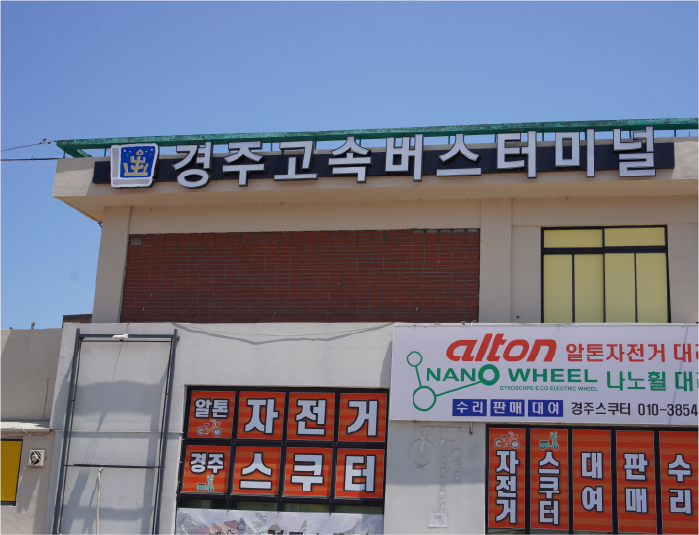 경주고속버스터미널
alton 알톤자전거 대리
NANO WHEEL 나노휠 대리
GYROSCOPE ECO ELECTRIC WHEEL
수리 판매 대여 경주스쿠터 010-3854
알톤 자전거
경주 스쿠터
자전거
스쿠터
대여
판매
수리